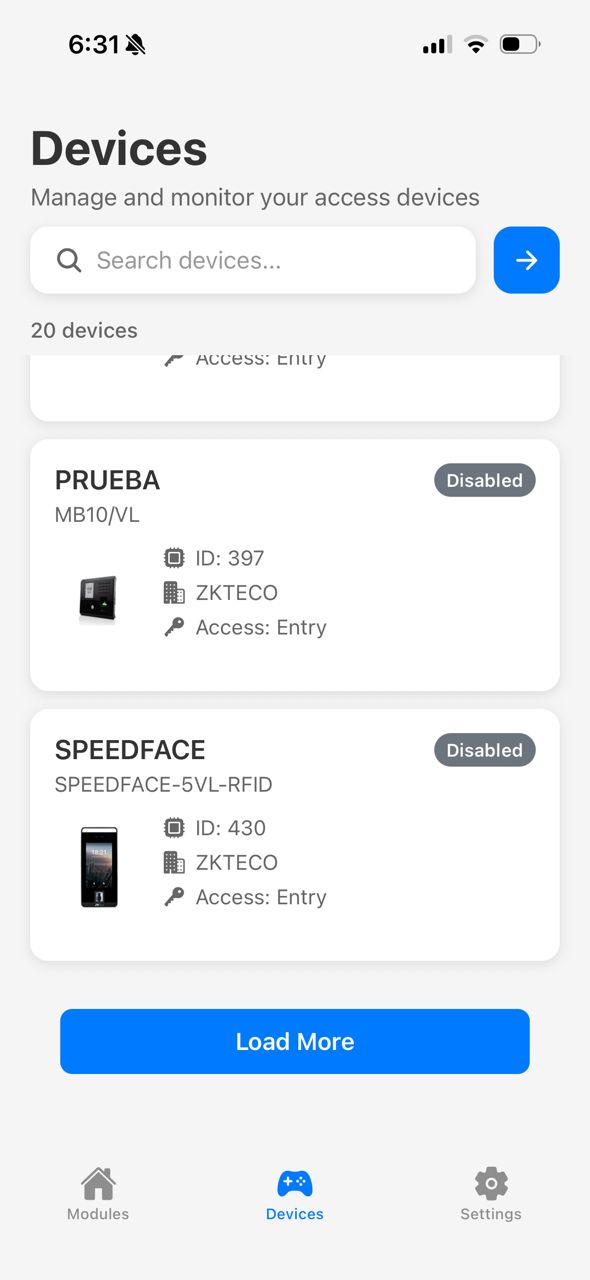 6:31
Devices
Manage and monitor your access devices
Search devices...
20 devices
Access: Entry
PRUEBA
Disabled
MB10/VL
ID: 397
ZKTECO
Access: Entry
SPEEDFACE
Disabled
SPEEDFACE-5VL-RFID
ID: 430
ZKTECO
Access: Entry
Load More
Modules
Devices
Settings